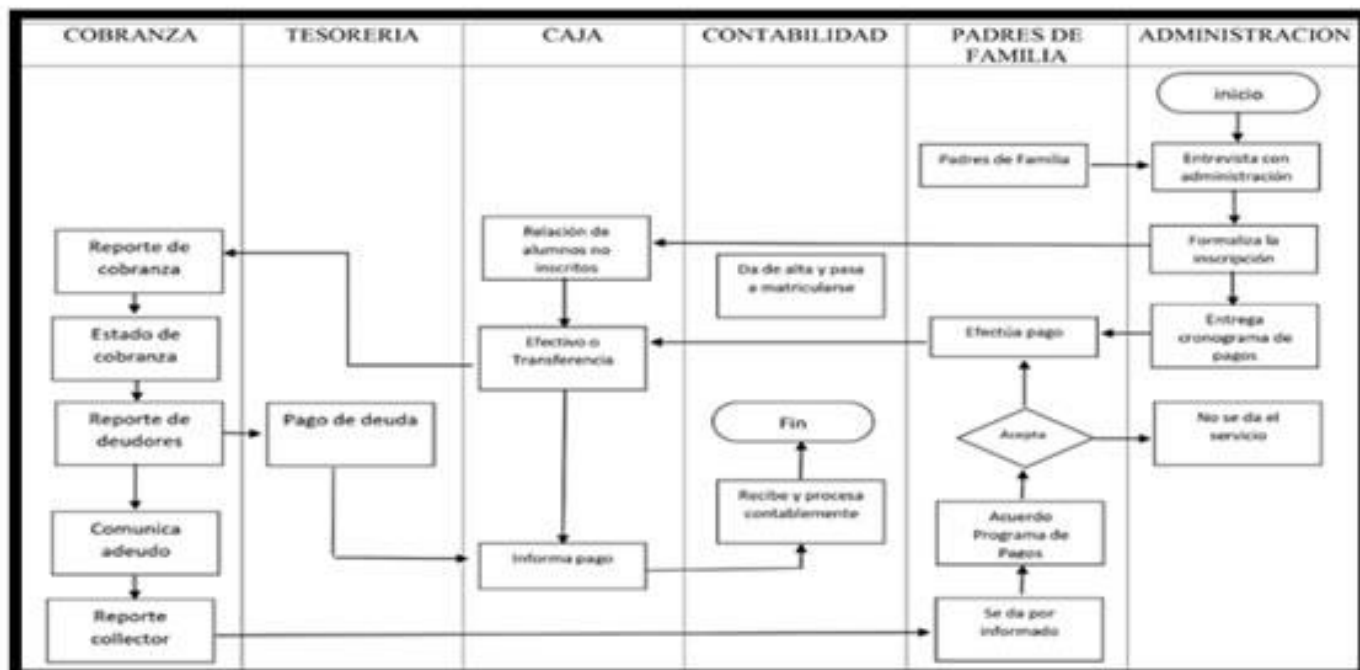 COBRANZA
TESORERIA
CAJA
CONTABILIDAD
PADRES DE
FAMILIA
ADMINISTRACION
inicio
Padres de Familia
Entrevista con
administración
Reporte de
cobranza
Relación de
alumnos no
inscritos
Da de alta y pasa
a matricularse
Formaliza la
inscripción
Estado de
cobranza
Efectivo o
Transferencia
Efectúa pago
Entrega
cronograma de
pagos
Reporte de
deudores
Pago de deuda
Fin
Acepta
No se da el
servicio
Comunica
adeudo
Informa pago
Recibe y procesa
contablemente
Acuerdo
Programa de
Pagos
Reporte
collector
Se da por
informado